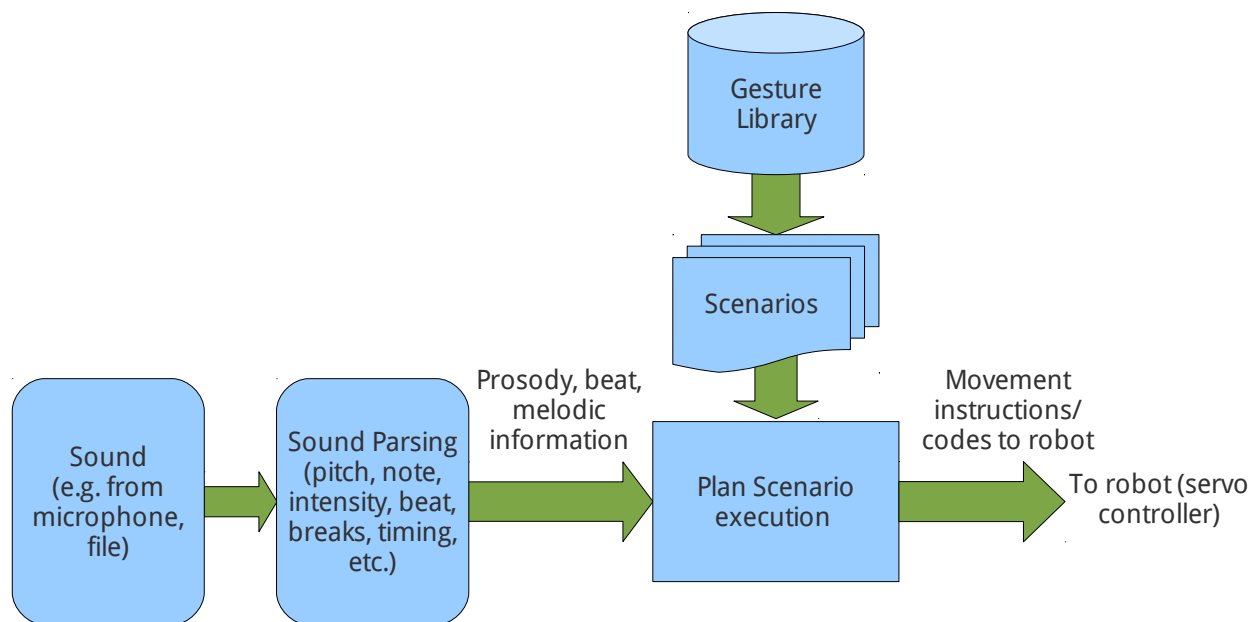 Gesture
Library
Scenarios
Sound
(e.g. from
microphone,
file)
Sound Parsing
(pitch, note,
intensity, beat,
breaks, timing,
etc.)
Prosody, beat,
melodic
information
Plan Scenario
execution
Movement
instructions/
codes to robot
To robot (servo
controller)